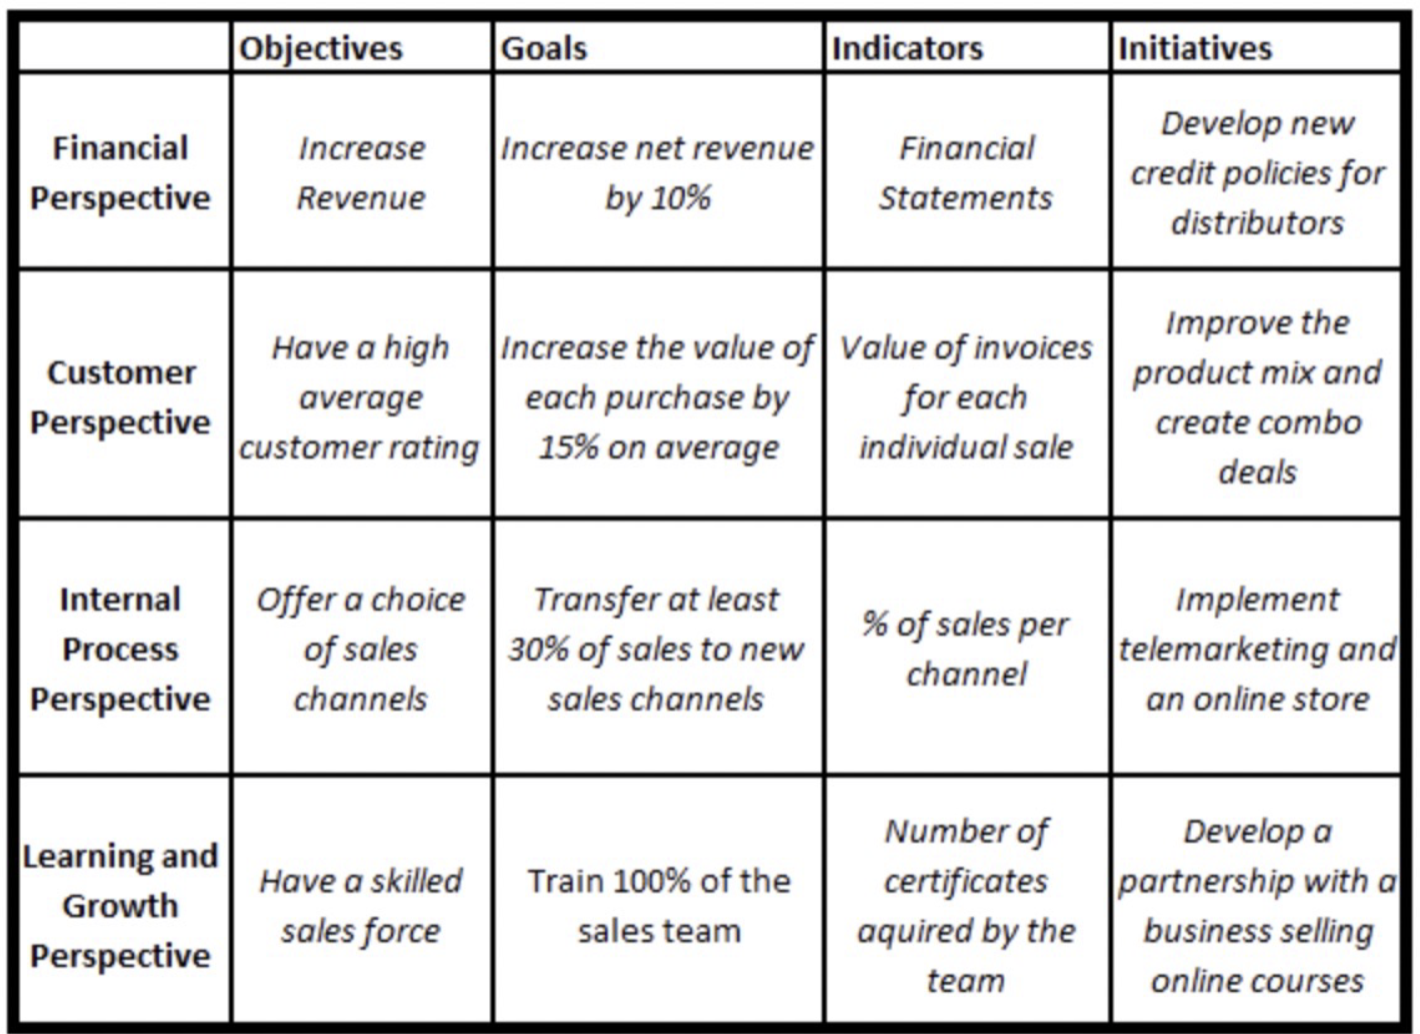 Objectives Goals Indicators Initiatives
Financial
Perspective
Increase
Revenue
Increase net revenue
by 10%
Financial
Statements
Develop new
credit policies for
distributors
Customer
Perspective
Have a high
average
customer rating
Increase the value of
each purchase by
15% on average
Value of invoices
for each
individual sale
Improve the
product mix and
create combo
deals
Internal
Process
Perspective
Offer a choice
of sales
channels
Transfer at least
30% of sales to new
sales channels
% of sales per
channel
Implement
telemarketing and
an online store
Learning and
Growth
Perspective
Have a skilled
sales force
Train 100% of the
sales team
Number of
certificates
aquired by the
team
Develop a
partnership with a
business selling
online courses